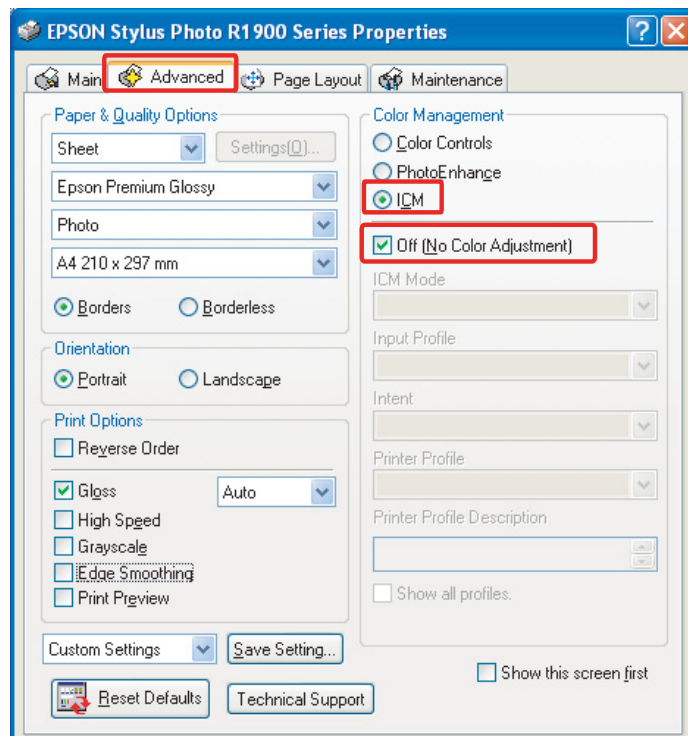 EPSON Stylus Photo R1900 Series Properties
Main
Advanced
Page Layout
Maintenance
Paper & Quality Options
Sheet
Settings(O)...
Epson Premium Glossy
Photo
A4 210 x 297 mm
Borders
Borderless
Orientation
Portrait
Landscape
Print Options
Reverse Order
Gloss
Auto
High Speed
Grayscale
Edge Smoothing
Print Preview
Custom Settings
Save Setting...
Reset Defaults
Technical Support
Color Management
Color Controls
PhotoEnhance
ICM
Off (No Color Adjustment)
ICM Mode
Input Profile
Intent
Printer Profile
Printer Profile Description
Show all profiles.
Show this screen first